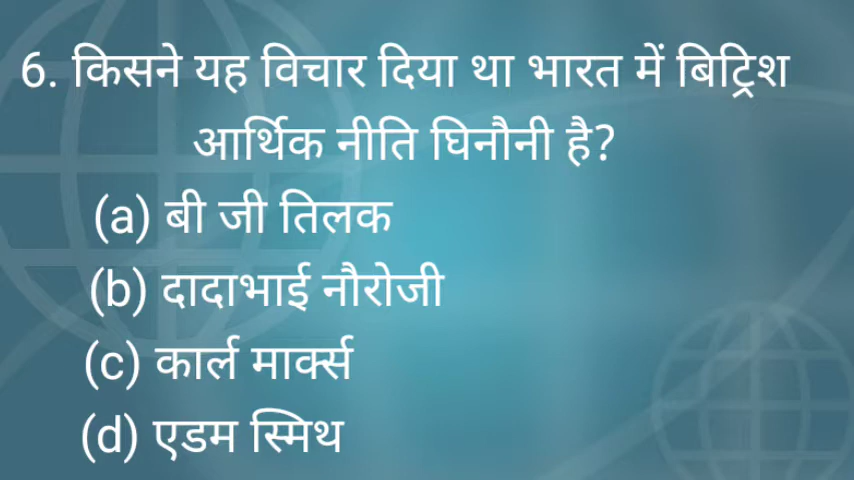 6. किसने यह विचार दिया था भारत में बिट्रिश
आर्थिक नीति घिनौनी है?
(a) बी जी तिलक
(b) दादाभाई नौरोजी
(c) कार्ल मार्क्स
(d) एडम स्मिथ